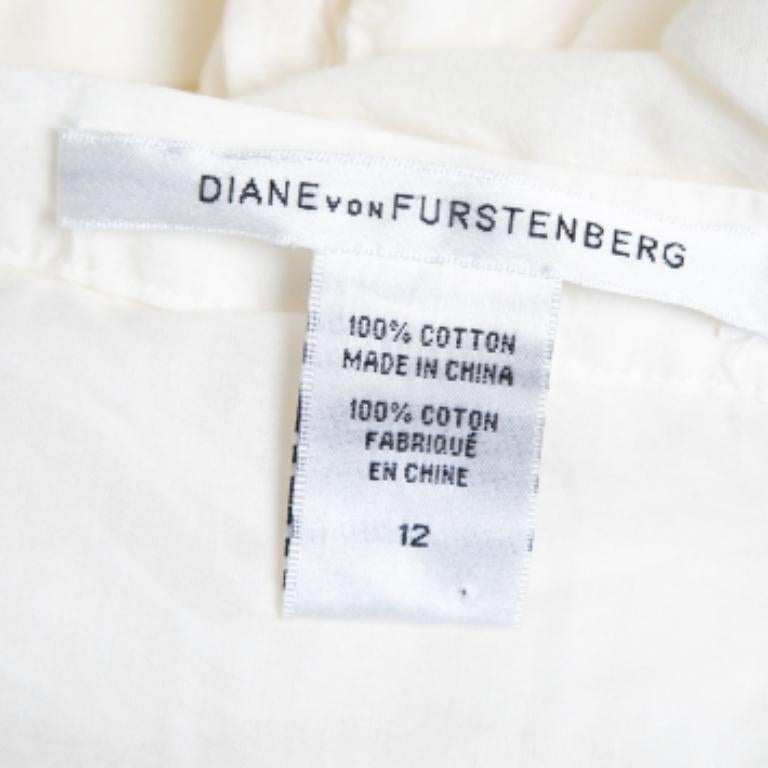 DIANE VON FURSTENBERG
100% COTTON
MADE IN CHINA
100% COTON
FABRIQUÉ
EN CHINE
12